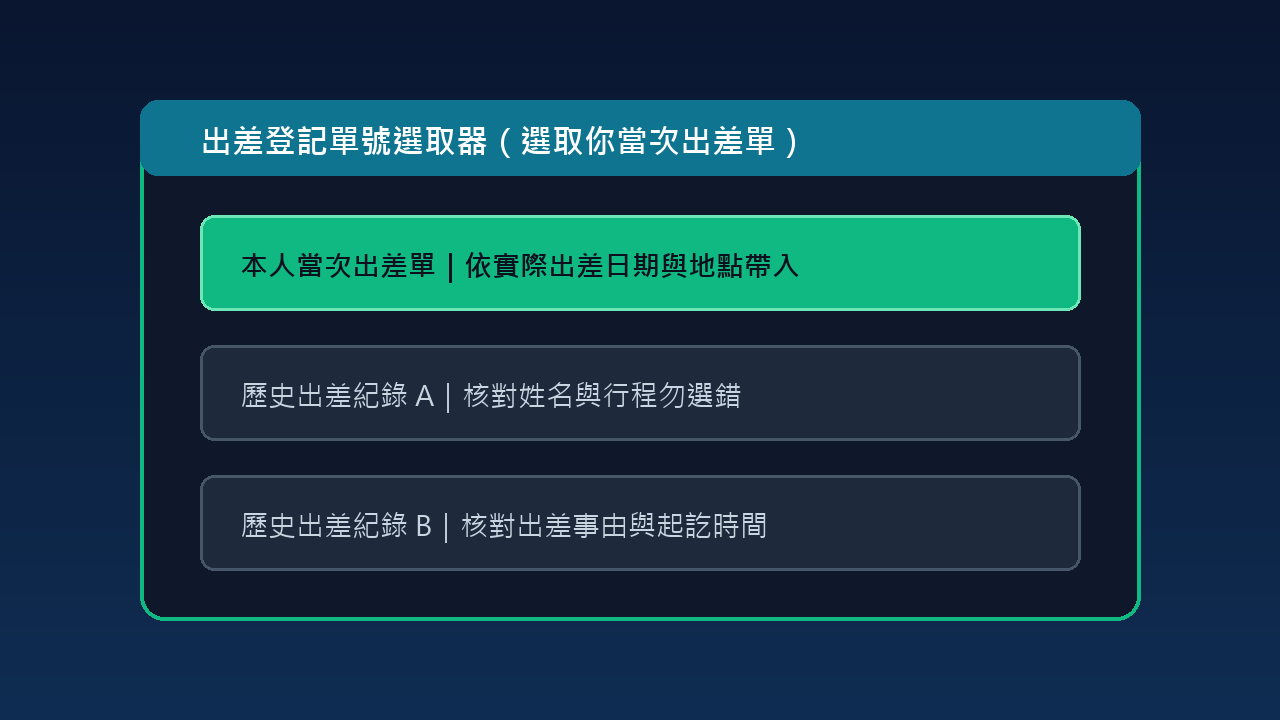 出差登記單號選取器（選取你當次出差單）
本人當次出差單｜依實際出差日期與地點帶入
歷史出差紀錄 A｜核對姓名與行程勿選錯
歷史出差紀錄 B｜核對出差事由與起訖時間